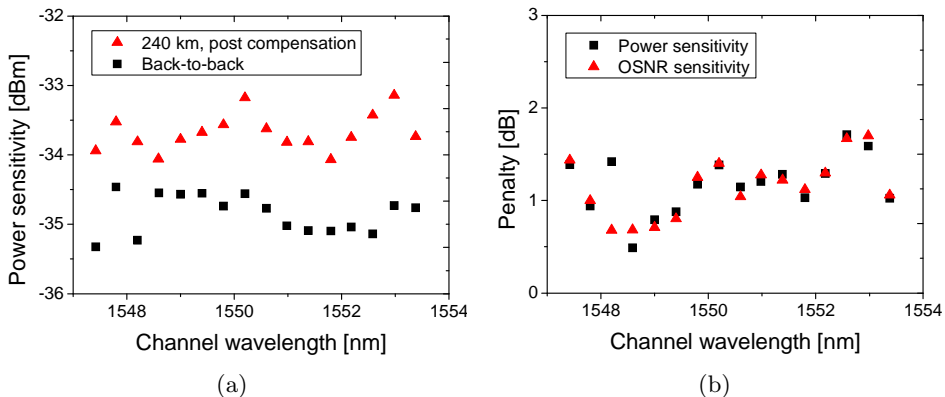 -32
-33
-34
-35
-36
Power sensitivity [dBm]
240 km, post compensation
Back-to-back
1548
1550
1552
1554
Channel wavelength [nm]
(a)
3
2
1
0
Penalty [dB]
Power sensitivity
OSNR sensitivity
1548
1550
1552
1554
Channel wavelength [nm]
(b)